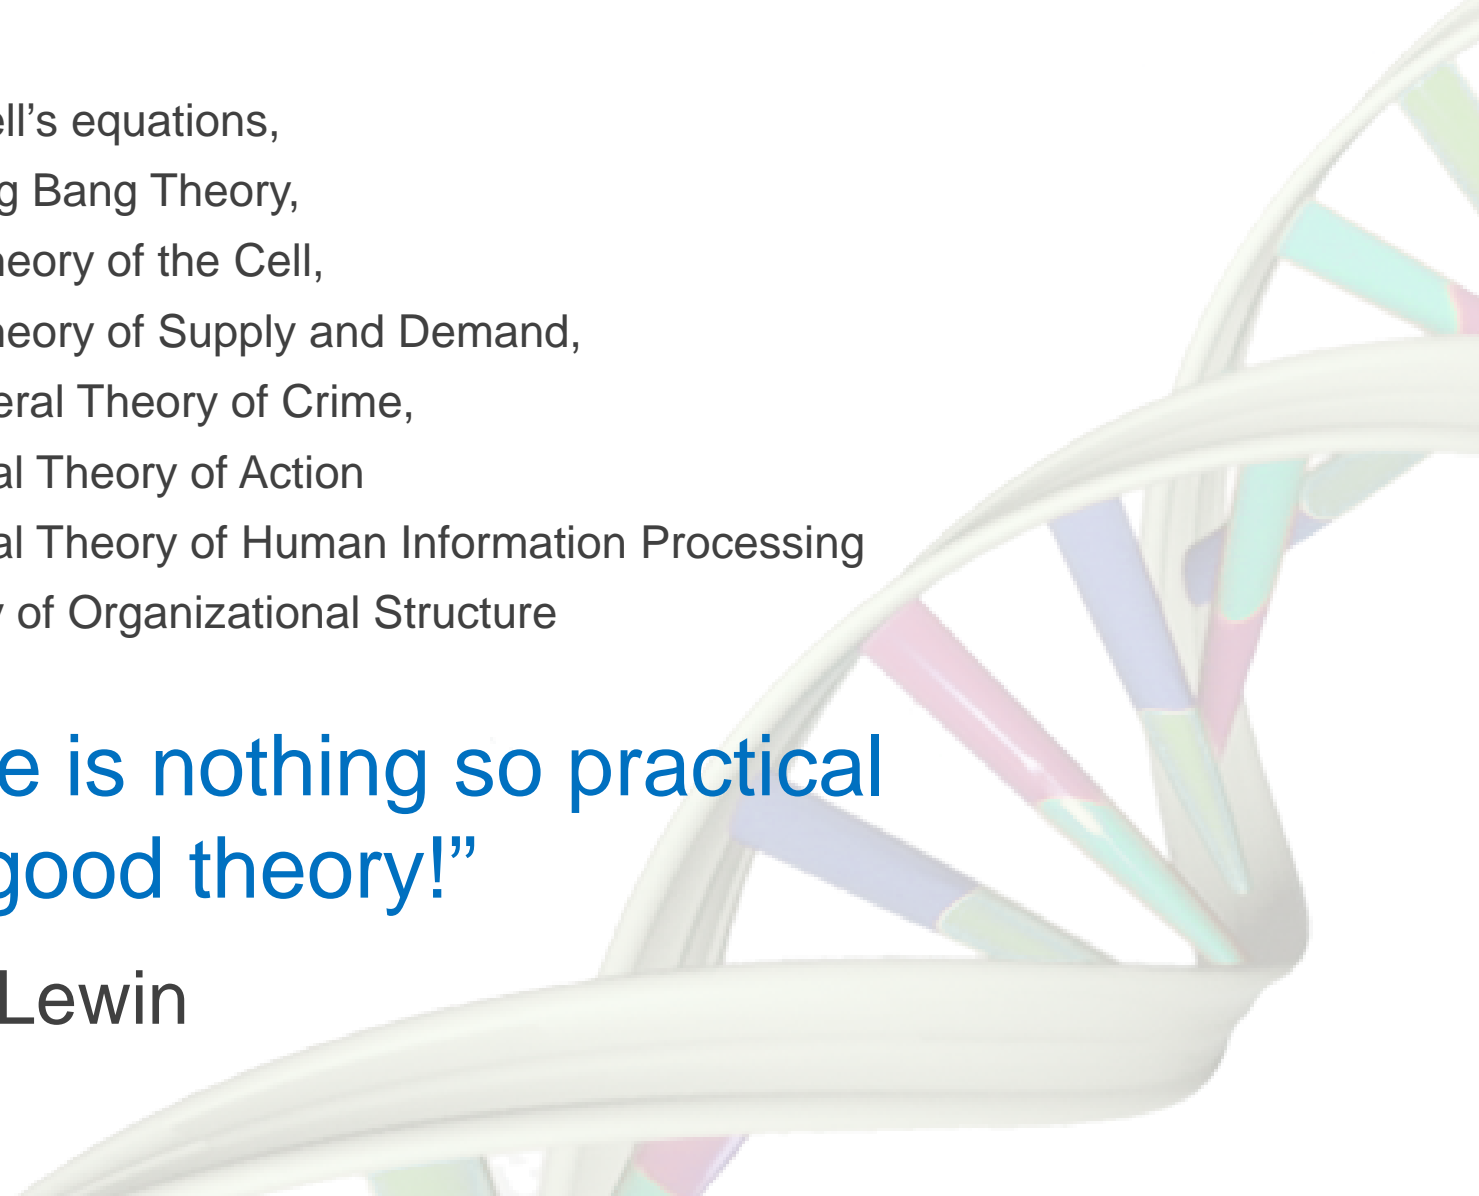 ell’s equations,
g Bang Theory,
heory of the Cell,
heory of Supply and Demand,
eral Theory of Crime,
al Theory of Action
al Theory of Human Information Processing
y of Organizational Structure
e is nothing so practical
good theory!”
Lewin